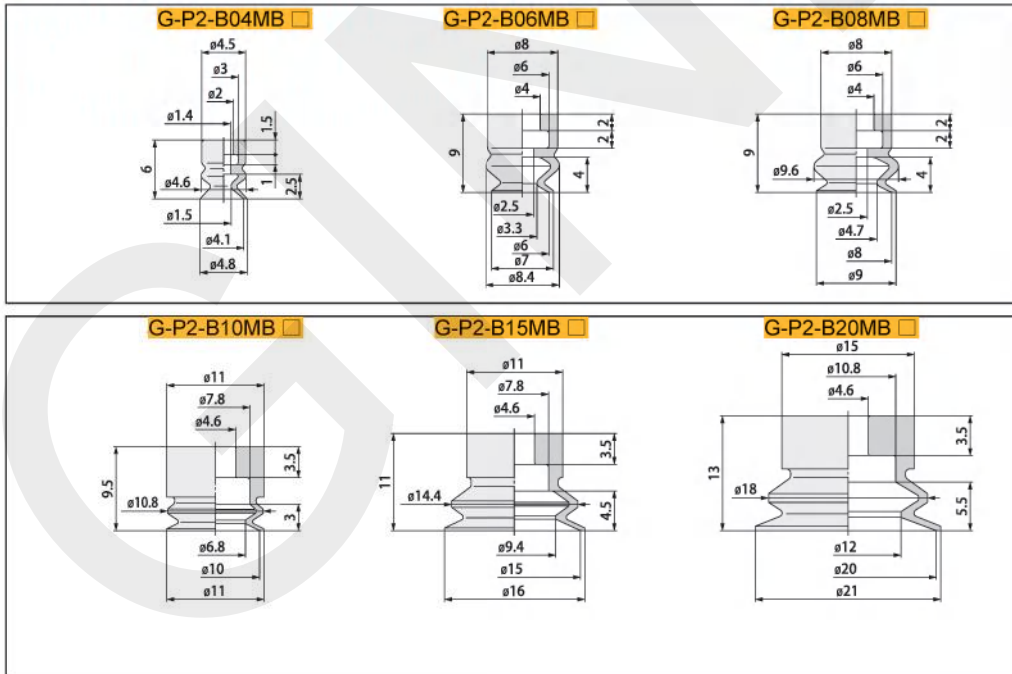 G-P2-B04MB □
ø4.5
ø3
ø2
ø1.4
1.5
6
1
2.5
ø4.6
ø1.5
ø4.1
ø4.8
G-P2-B06MB □
ø8
ø6
ø4
2
2
9
4
ø2.5
ø3.3
ø6
ø7
ø8.4
G-P2-B08MB □
ø8
ø6
ø4
2
2
9
ø9.6
4
ø2.5
ø4.7
ø8
ø9
G-P2-B10MB □
ø11
ø7.8
ø4.6
3.5
9.5
ø10.8
3
ø6.8
ø10
ø11
G-P2-B15MB □
ø11
ø7.8
ø4.6
3.5
11
ø14.4
4.5
ø9.4
ø15
ø16
G-P2-B20MB □
ø15
ø10.8
ø4.6
3.5
13
ø18
5.5
ø12
ø20
ø21